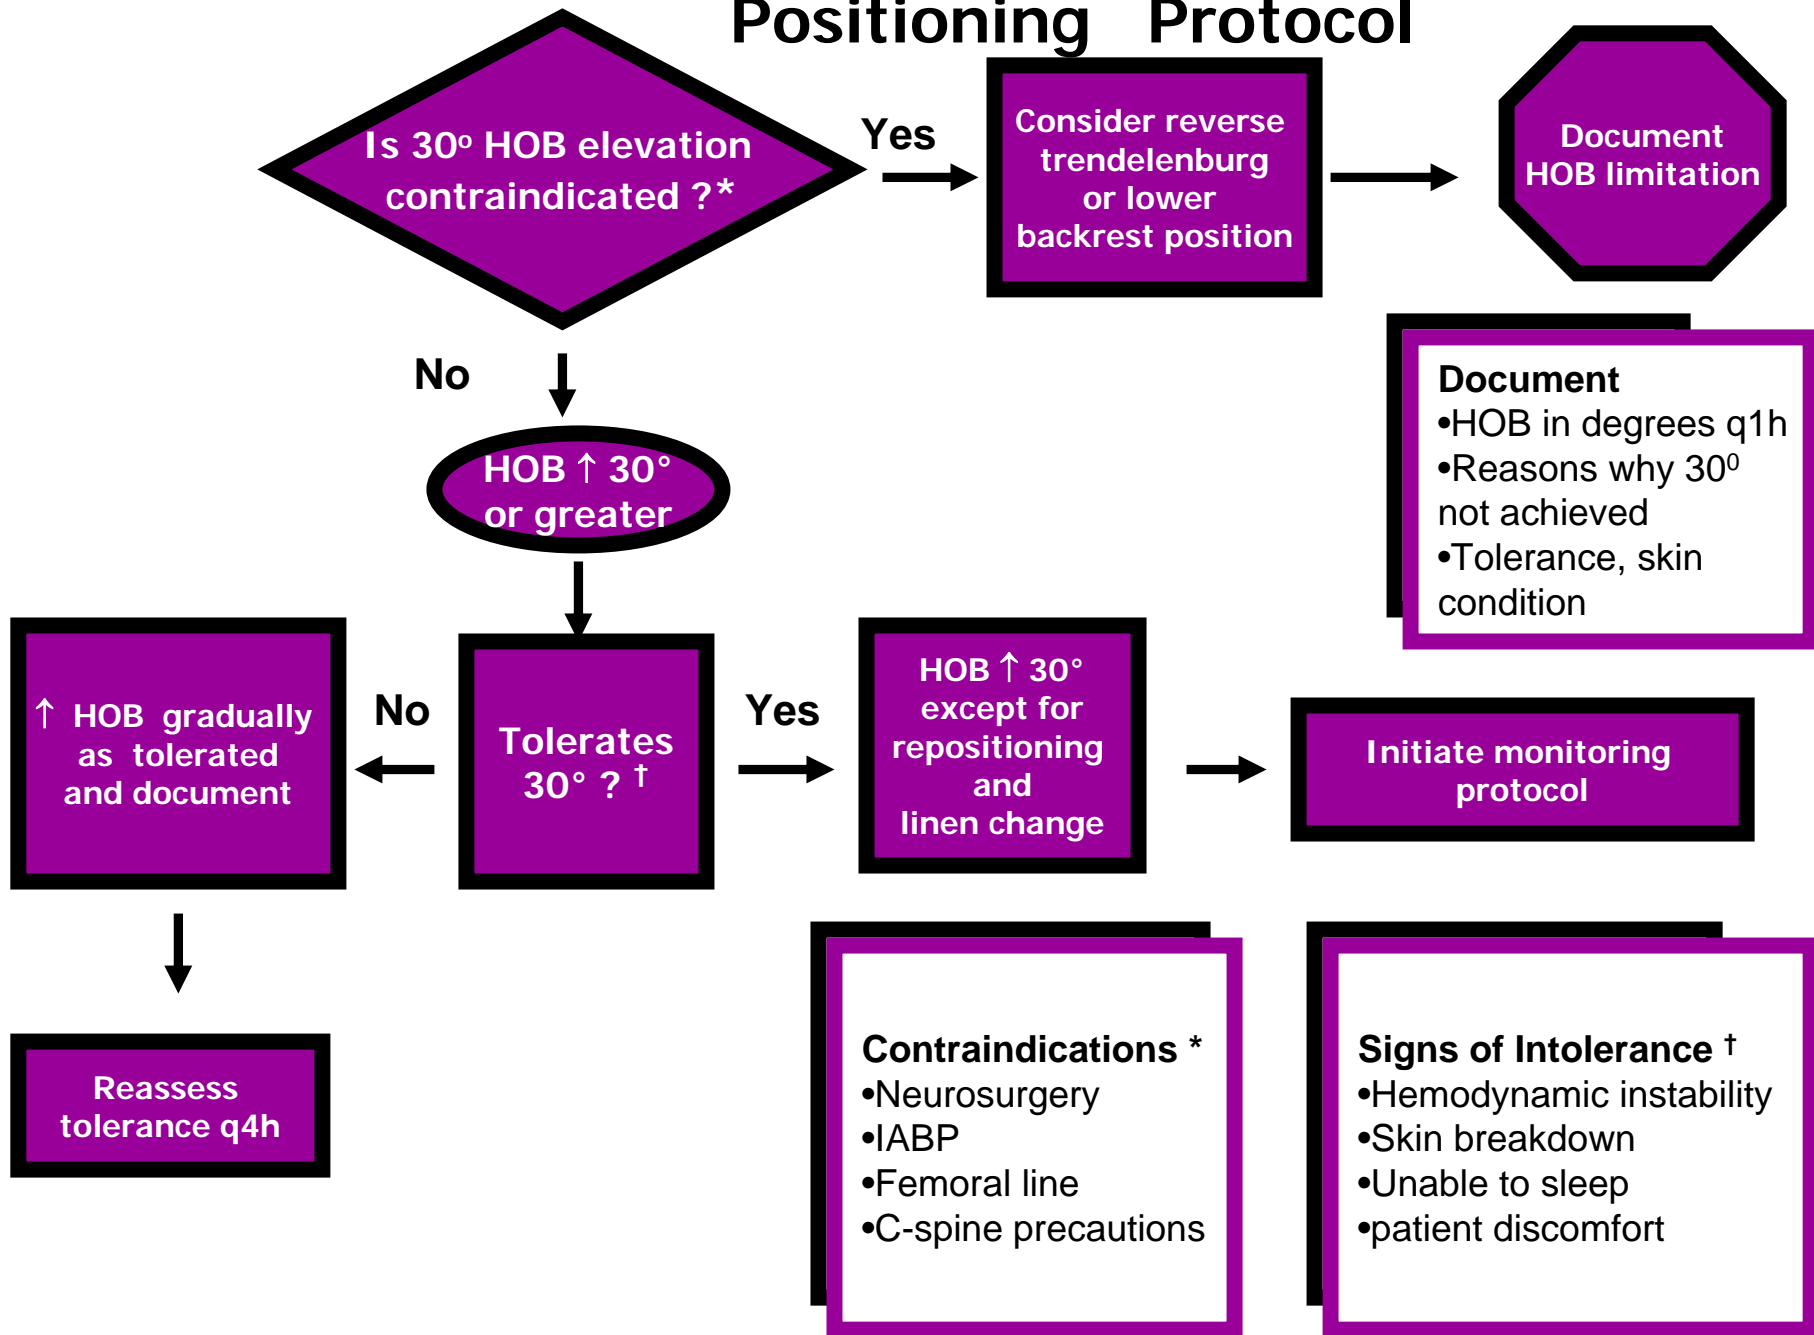 Positioning Protocol
Is 30º HOB elevation
contraindicated ?*
Yes
Consider reverse
trendelenburg
or lower
backrest position
Document
HOB limitation
No
Document
•HOB in degrees q1h
•Reasons why 30⁰
not achieved
•Tolerance, skin
condition
HOB ↑ 30°
or greater
↑ HOB gradually
as tolerated
and document
No
Tolerates
30° ? †
Yes
HOB ↑ 30°
except for
repositioning
and
linen change
Initiate monitoring
protocol
Reassess
tolerance q4h
Contraindications *
•Neurosurgery
•IABP
•Femoral line
•C-spine precautions
Signs of Intolerance †
•Hemodynamic instability
•Skin breakdown
•Unable to sleep
•patient discomfort